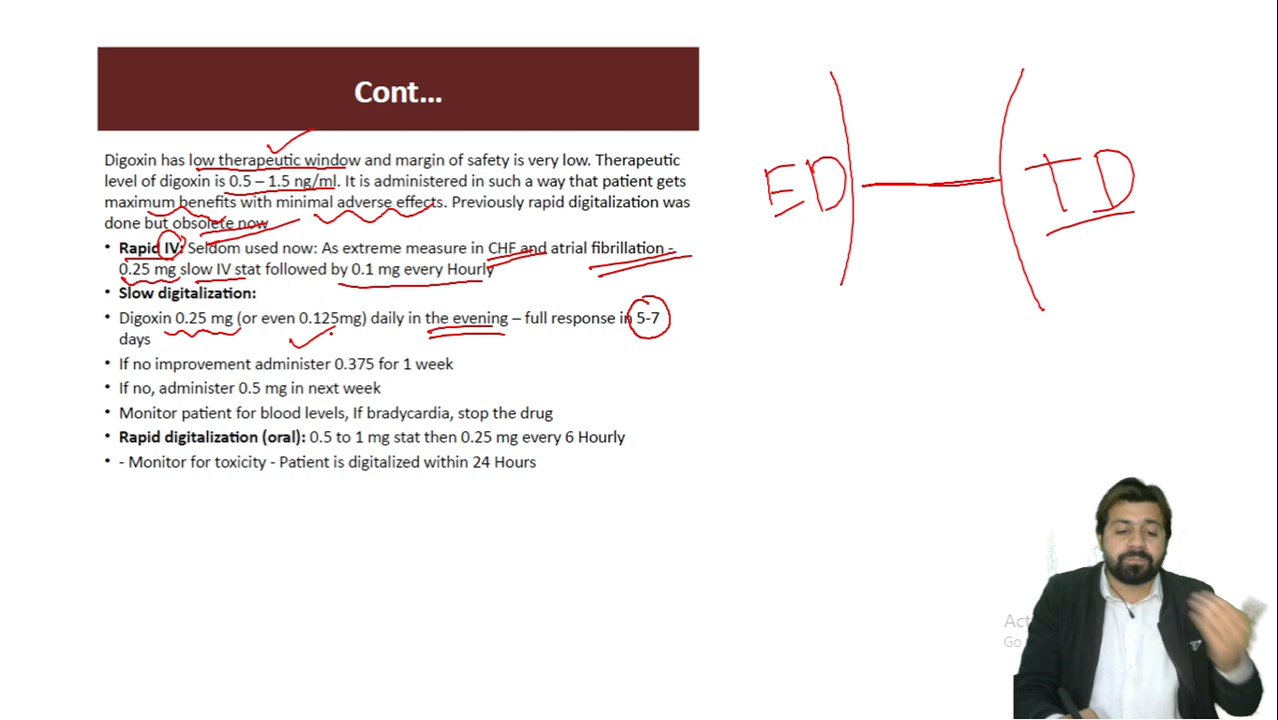 Cont...
Digoxin has low therapeutic window and margin of safety is very low. Therapeutic
level of digoxin is 0.5 – 1.5 ng/ml. It is administered in such a way that patient gets
maximum benefits with minimal adverse effects. Previously rapid digitalization was
done but obsolete now
• Rapid IV: Seldom used now: As extreme measure in CHF and atrial fibrillation -
0.25 mg slow IV stat followed by 0.1 mg every Hourly
• Slow digitalization:
• Digoxin 0.25 mg (or even 0.125mg) daily in the evening – full response in 5-7
days
• If no improvement administer 0.375 for 1 week
• If no, administer 0.5 mg in next week
• Monitor patient for blood levels, If bradycardia, stop the drug
• Rapid digitalization (oral): 0.5 to 1 mg stat then 0.25 mg every 6 Hourly
• - Monitor for toxicity - Patient is digitalized within 24 Hours
ED
TD
Go